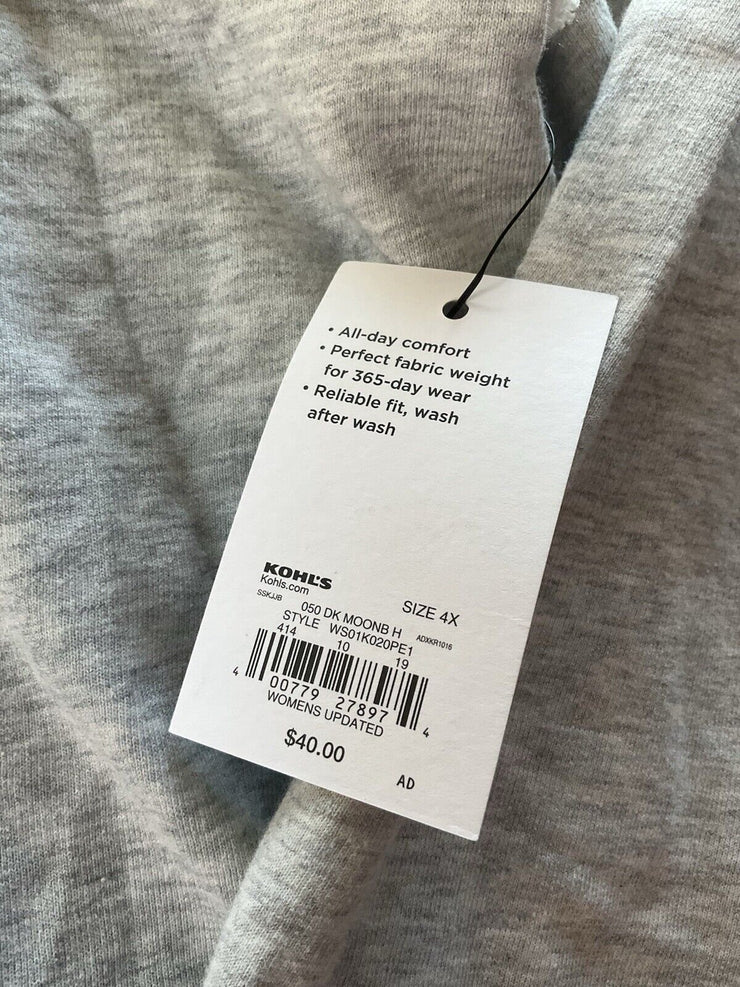 • All-day comfort
• Perfect fabric weight
for 365-day wear
• Reliable fit, wash
after wash
KOHL'S
Kohls.com
SIZE 4X
SSKJJB
050 DK MOONB H
ADXKR1016
STYLE WS01K020PE1
414 10 19
4 00779 27897 4
WOMENS UPDATED
$40.00
AD